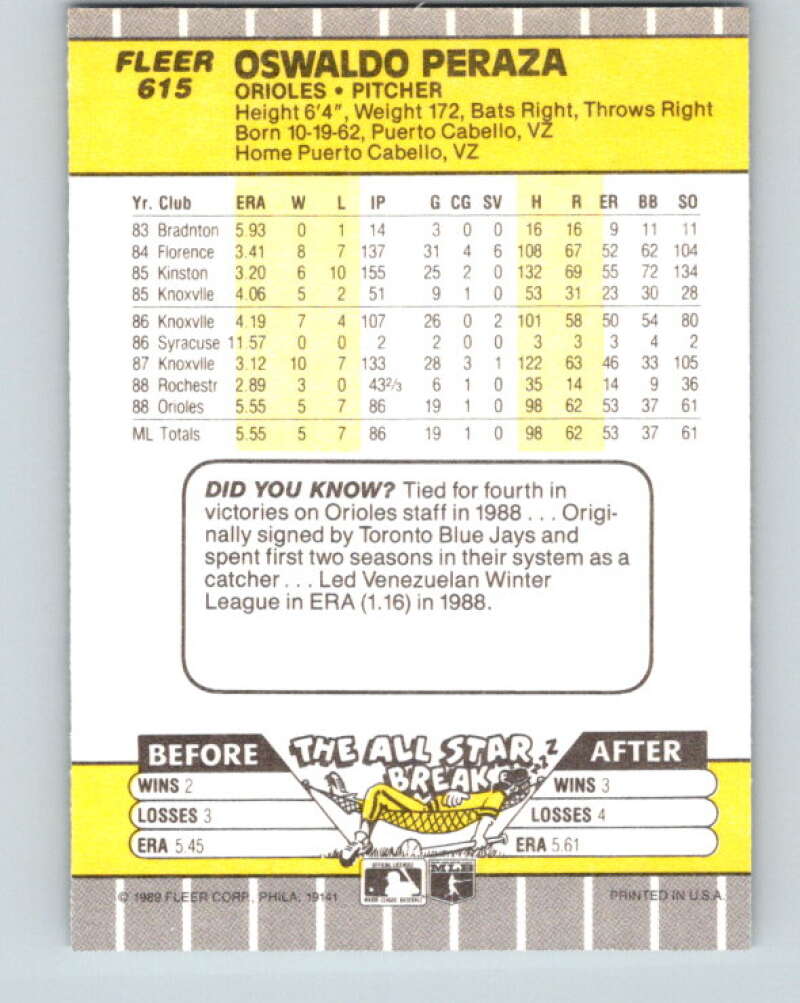 FLEER
615
OSWALDO PERAZA
ORIOLES • PITCHER
Height 6'4", Weight 172, Bats Right, Throws Right
Born 10-19-62, Puerto Cabello, VZ
Home Puerto Cabello, VZ
Yr. Club ERA W L IP G CG SV H R ER BB SO
83 Bradnton 5.93 0 1 14 3 0 0 16 16 9 11 11
84 Florence 3.41 8 7 137 31 4 6 108 67 52 62 104
85 Kinston 3.20 6 10 155 25 2 0 132 69 55 72 134
85 Knoxvlle 4.06 5 2 51 9 1 0 53 31 23 30 28
86 Knoxvlle 4.19 7 4 107 26 0 2 101 58 50 54 80
86 Syracuse 11.57 0 0 2 2 0 0 3 3 3 4 2
87 Knoxvlle 3.12 10 7 133 28 3 1 122 63 46 33 105
88 Rochestr 2.89 3 0 43 2/3 6 1 0 35 14 14 9 36
88 Orioles 5.55 5 7 86 19 1 0 98 62 53 37 61
ML Totals 5.55 5 7 86 19 1 0 98 62 53 37 61
DID YOU KNOW? Tied for fourth in
victories on Orioles staff in 1988 . . . Origi-
nally signed by Toronto Blue Jays and
spent first two seasons in their system as a
catcher . . . Led Venezuelan Winter
League in ERA (1.16) in 1988.
BEFORE THE ALL STAR BREAK AFTER
WINS 2 WINS 3
LOSSES 3 LOSSES 4
ERA 5.45 ERA 5.61
© 1989 FLEER CORP., PHILA. 19141 MLB PRINTED IN U.S.A.